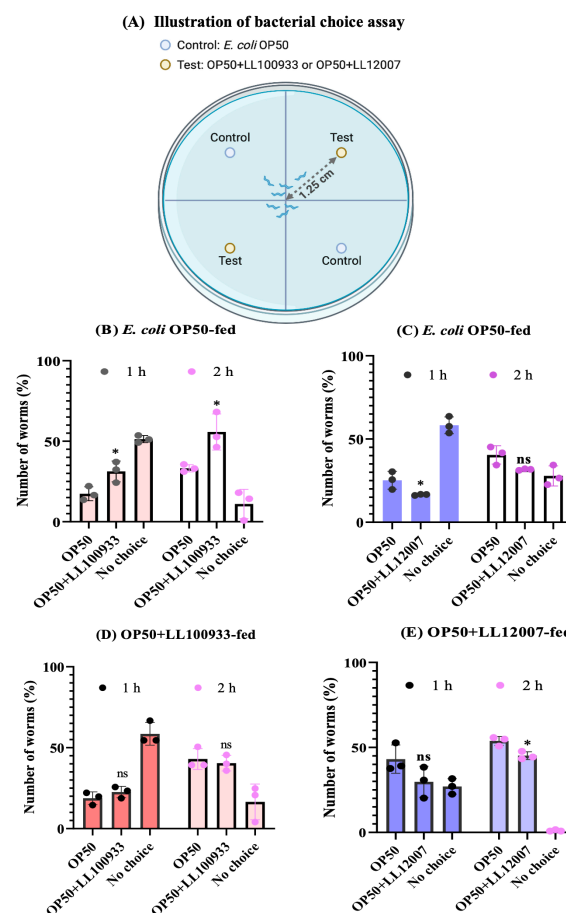 (A) Illustration of bacterial choice assay
Control: E. coli OP50
Test: OP50+LL100933 or OP50+LL12007
Control
Test
1.25 cm
Test
Control
(B) E. coli OP50-fed
Number of worms (%)
100
50
0
1 h
2 h
*
*
OP50
OP50+LL100933
No choice
OP50
OP50+LL100933
No choice
(C) E. coli OP50-fed
Number of worms (%)
100
50
0
1 h
2 h
*
ns
OP50
OP50+LL12007
No choice
OP50
OP50+LL12007
No choice
(D) OP50+LL100933-fed
Number of worms (%)
100
50
0
1 h
2 h
ns
ns
OP50
OP50+LL100933
No choice
OP50
OP50+LL100933
No choice
(E) OP50+LL12007-fed
Number of worms (%)
100
50
0
1 h
2 h
ns
*
OP50
OP50+LL12007
No choice
OP50
OP50+LL12007
No choice